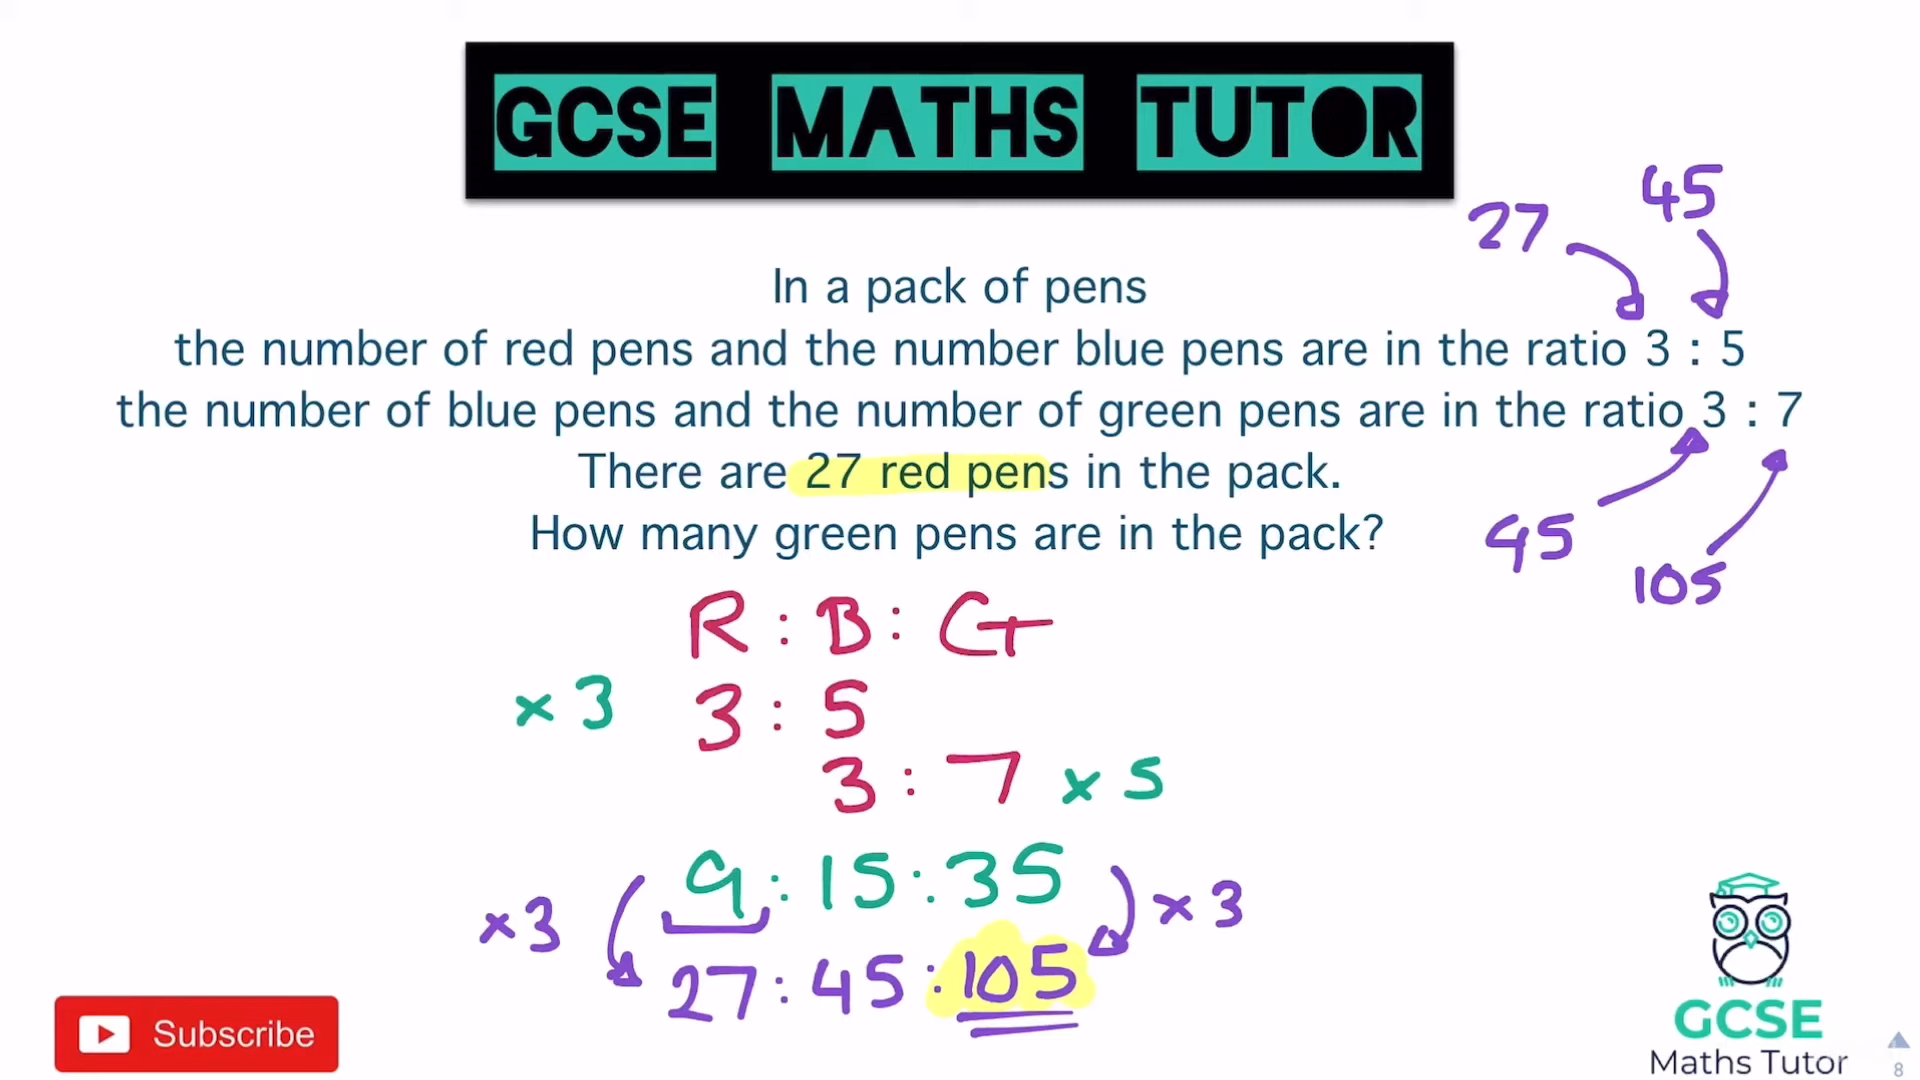 GCSE MATHS TUTOR
27
45
In a pack of pens
the number of red pens and the number blue pens are in the ratio 3 : 5
the number of blue pens and the number of green pens are in the ratio 3 : 7
There are 27 red pens in the pack.
How many green pens are in the pack?
45
105
R : B : G
×3 3 : 5
3 : 7 ×5
9 : 15 : 35
×3 ×3
27 : 45 : 105
Subscribe
GCSE
Maths Tutor
8